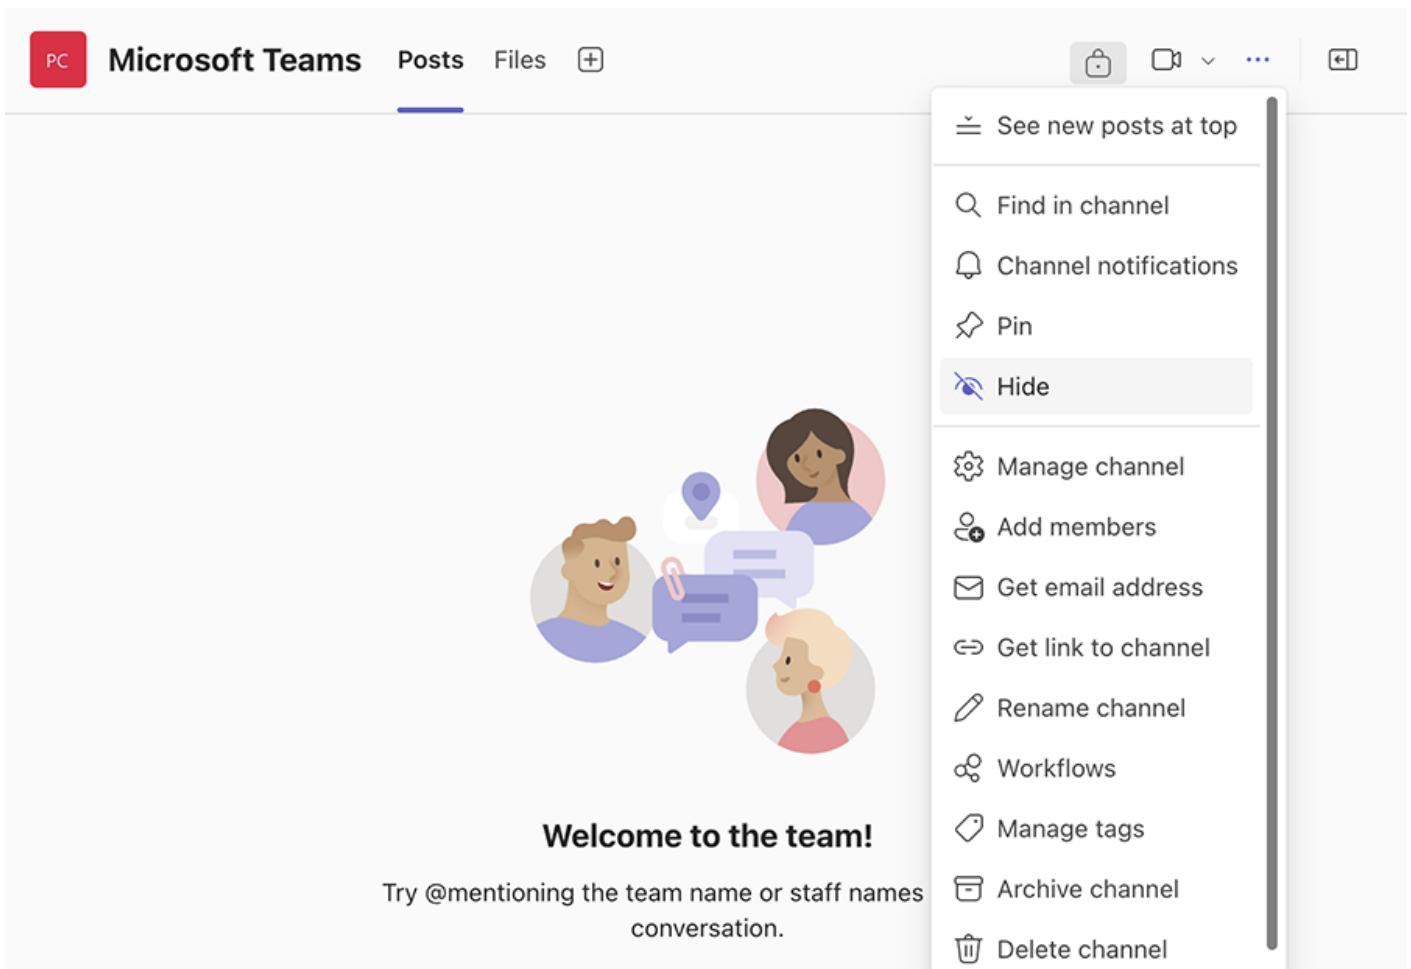 PC
Microsoft Teams
Posts
Files
See new posts at top
Find in channel
Channel notifications
Pin
Hide
Manage channel
Add members
Get email address
Get link to channel
Rename channel
Workflows
Manage tags
Archive channel
Delete channel
Welcome to the team!
Try @mentioning the team name or staff names
conversation.